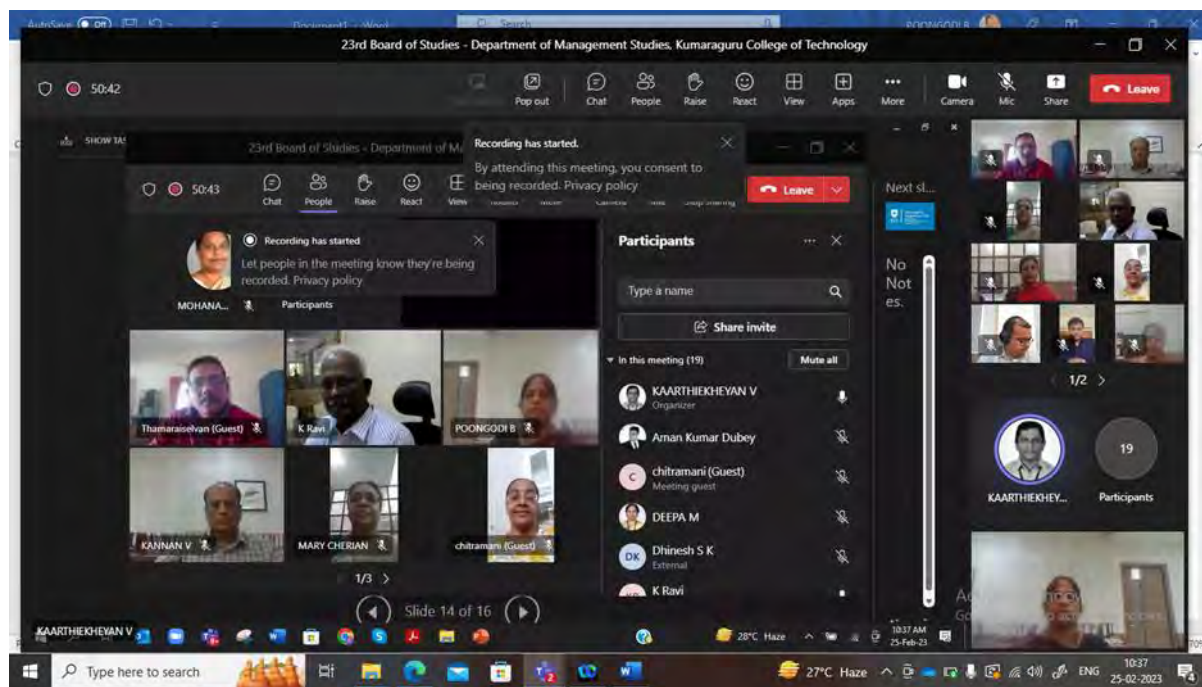 AutoSave Off
Document1 - Word
Search
POONGODI B
23rd Board of Studies - Department of Management Studies, Kumaraguru College of Technology
50:42
Pop out
Chat
People
Raise
React
View
Apps
More
Camera
Mic
Share
Leave
SHOW TAS
23rd Board of Studies - Department of M
Recording has started.
By attending this meeting, you consent to
being recorded. Privacy policy
50:43
Chat
People
Raise
React
View
More
Stop sharing
Leave
Next sl...
Recording has started
Let people in the meeting know they're being
recorded. Privacy policy
MOHANA...
Participants
Participants
Type a name
Share invite
In this meeting (19)
Mute all
KAARTHIEKHEYAN V
Organizer
Aman Kumar Dubey
C
chitramani (Guest)
Meeting guest
DEEPA M
DK
Dhinesh S K
External
K Ravi
No
Not
es.
Thamaraiselvan (Guest)
K Ravi
POONGODI B
KANNAN V
MARY CHERIAN
chitramani (Guest)
1/3
Slide 14 of 16
1/2
KAARTHIEKHEY...
19
Participants
KAARTHIEKHEYAN V
28°C Haze
10:37 AM
25-Feb-23
Type here to search
27°C Haze
ENG
10:37
25-02-2023